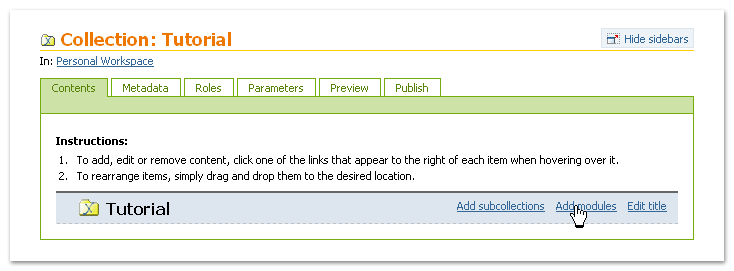 Collection: Tutorial
Hide sidebars
In: Personal Workspace
Contents Metadata Roles Parameters Preview Publish
Instructions:
1. To add, edit or remove content, click one of the links that appear to the right of each item when hovering over it.
2. To rearrange items, simply drag and drop them to the desired location.
Tutorial Add subcollections Add modules Edit title